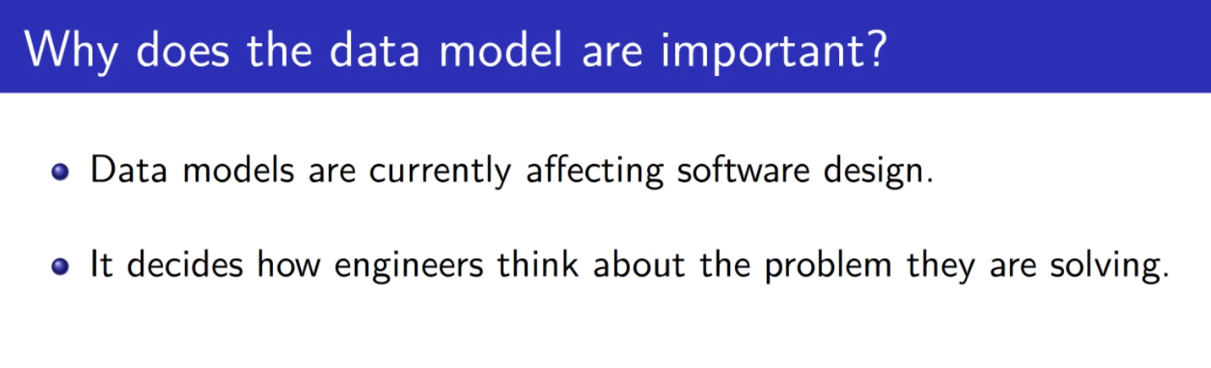 Why does the data model are important?
Data models are currently affecting software design.
It decides how engineers think about the problem they are solving.